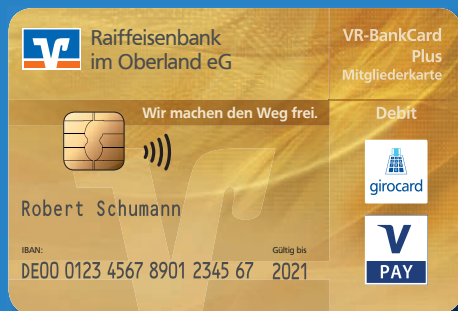 Raiffeisenbank
im Oberland eG
VR-BankCard
Plus
Mitgliederkarte
Wir machen den Weg frei.
Debit
girocard
Robert Schumann
IBAN:
DE00 0123 4567 8901 2345 67
Gültig bis
2021
V
PAY